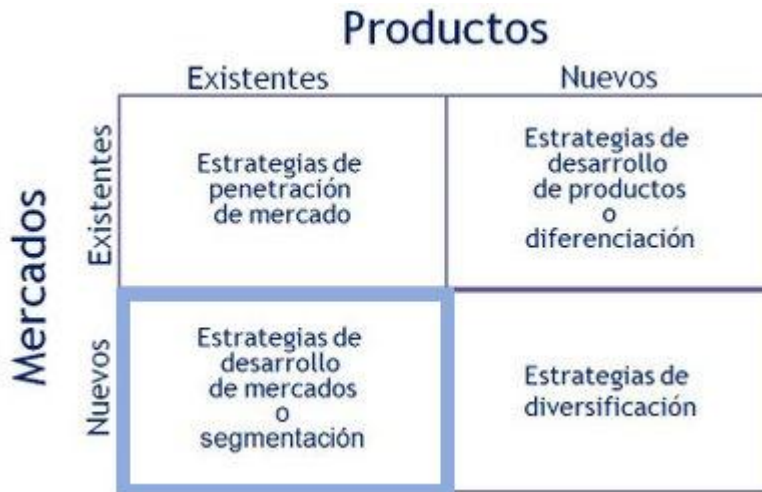 Productos
Existentes
Nuevos
Mercados
Existentes
Estrategias de
penetración
de mercado
Estrategias de
desarrollo
de productos
o
diferenciación
Nuevos
Estrategias de
desarrollo
de mercados
o
segmentación
Estrategias de
diversificación